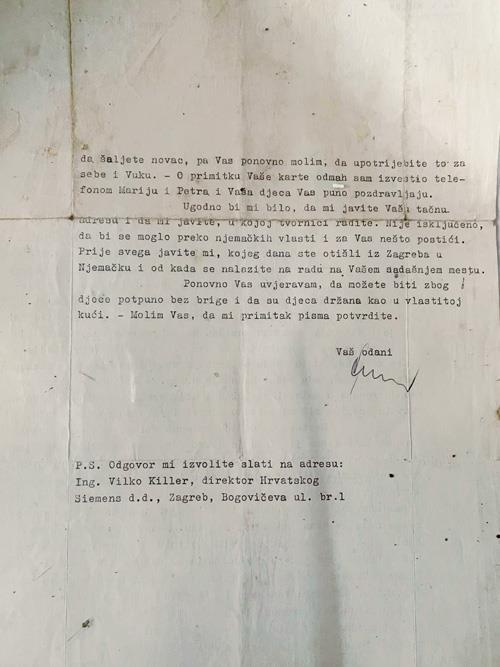 da šaljete novac, pa Vas ponovno molim, da upotrijebite to za
sebe i Vuku. - O primitku Vaše karte odmah sam izvestio tele-
fonom Mariju i Petra i Vaša djeca Vas puno pozdravljaju.
Ugodno bi mi bilo, da mi javite Vašu tačnu
adresu i da mi javite, u kojoj tvornici radite. Nije isključeno,
da bi se moglo preko njemačkih vlasti i za Vas nešto postići.
Prije svega javite mi, kojeg dana ste otišli iz Zagreba u
Njemačku i od kada se nalazite na radu na Vašem sadašnjem mestu.
Ponovno Vas uvjeravam, da možete biti zbog
djece potpuno bez brige i da su djeca držana kao u vlastitoj
kući. - Molim Vas, da mi primitak pisma potvrdite.
Vaš odani
P.S. Odgovor mi izvolite slati na adresu:
Ing. Vilko Killer, direktor Hrvatskog
Siemens d.d., Zagreb, Bogovičeva ul. br.1